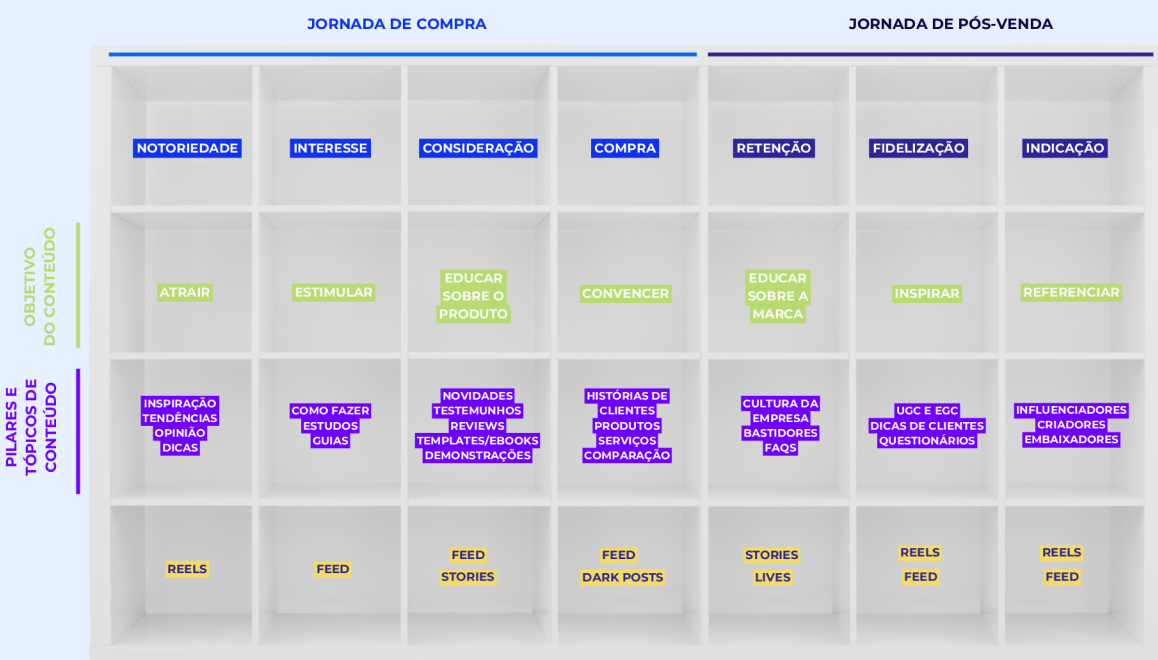 JORNADA DE COMPRA
JORNADA DE PÓS-VENDA
NOTORIEDADE
INTERESSE
CONSIDERAÇÃO
COMPRA
RETENÇÃO
FIDELIZAÇÃO
INDICAÇÃO
OBJETIVO
DO CONTEÚDO
ATRAIR
ESTIMULAR
EDUCAR
SOBRE O
PRODUTO
CONVENCER
EDUCAR
SOBRE A
MARCA
INSPIRAR
REFERENCIAR
PILARES E
TÓPICOS DE
CONTEÚDO
INSPIRAÇÃO
TENDÊNCIAS
OPINIÃO
DICAS
COMO FAZER
ESTUDOS
GUIAS
NOVIDADES
TESTEMUNHOS
REVIEWS
TEMPLATES/EBOOKS
DEMONSTRAÇÕES
HISTÓRIAS DE
CLIENTES
PRODUTOS
SERVIÇOS
COMPARAÇÃO
CULTURA DA
EMPRESA
BASTIDORES
FAQS
UGC E EGC
DICAS DE CLIENTES
QUESTIONÁRIOS
INFLUENCIADORES
CRIADORES
EMBAIXADORES
REELS
FEED
FEED
STORIES
FEED
DARK POSTS
STORIES
LIVES
REELS
FEED
REELS
FEED